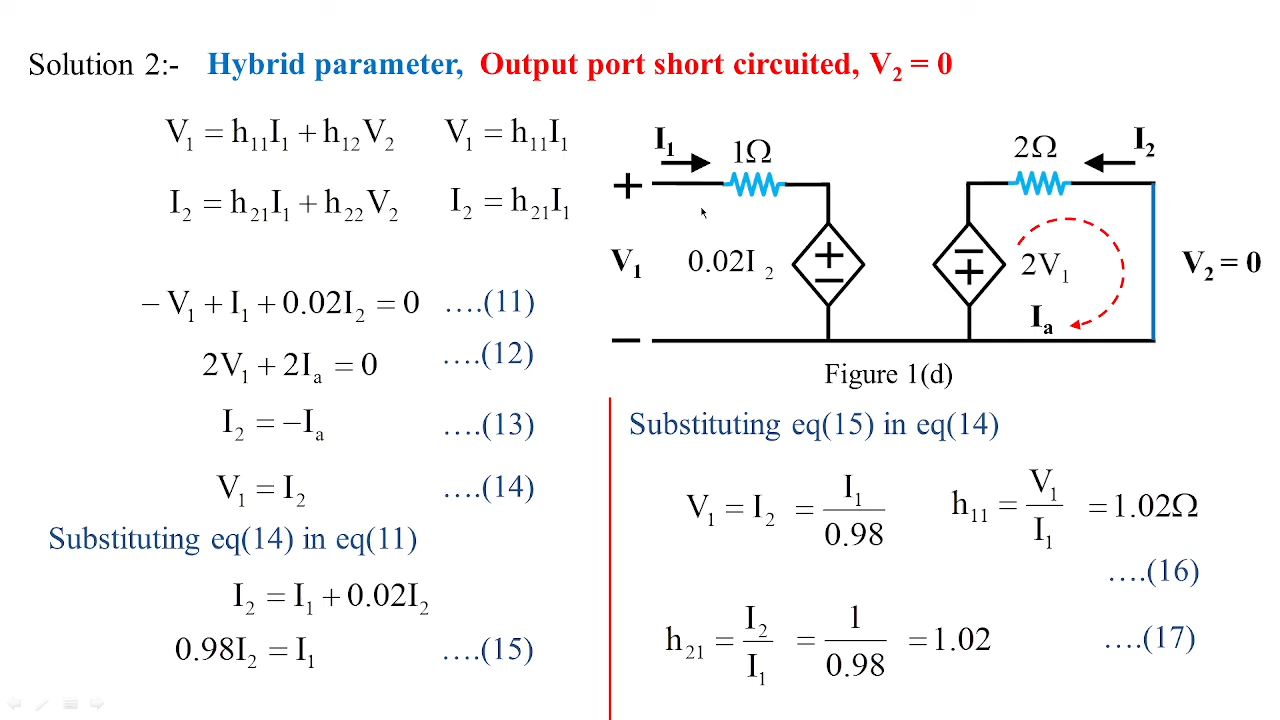 Solution 2:- Hybrid parameter, Output port short circuited, V₂ = 0
V₁ = h₁₁I₁ + h₁₂V₂ V₁ = h₁₁I₁
I₂ = h₂₁I₁ + h₂₂V₂ I₂ = h₂₁I₁
− V₁ + I₁ + 0.02I₂ = 0 ….(11)
2V₁ + 2Iₐ = 0 ….(12)
I₂ = −Iₐ ….(13)
V₁ = I₂ ….(14)
Substituting eq(14) in eq(11)
I₂ = I₁ + 0.02I₂
0.98I₂ = I₁ ….(15)
I₁ 1Ω 2Ω I₂
+
V₁ 0.02I ₂ + − − + 2V₁ V₂ = 0
Iₐ
−
Figure 1(d)
Substituting eq(15) in eq(14)
V₁ = I₂ = I₁/0.98 h₁₁ = V₁/I₁ = 1.02Ω
….(16)
h₂₁ = I₂/I₁ = 1/0.98 = 1.02 ….(17)